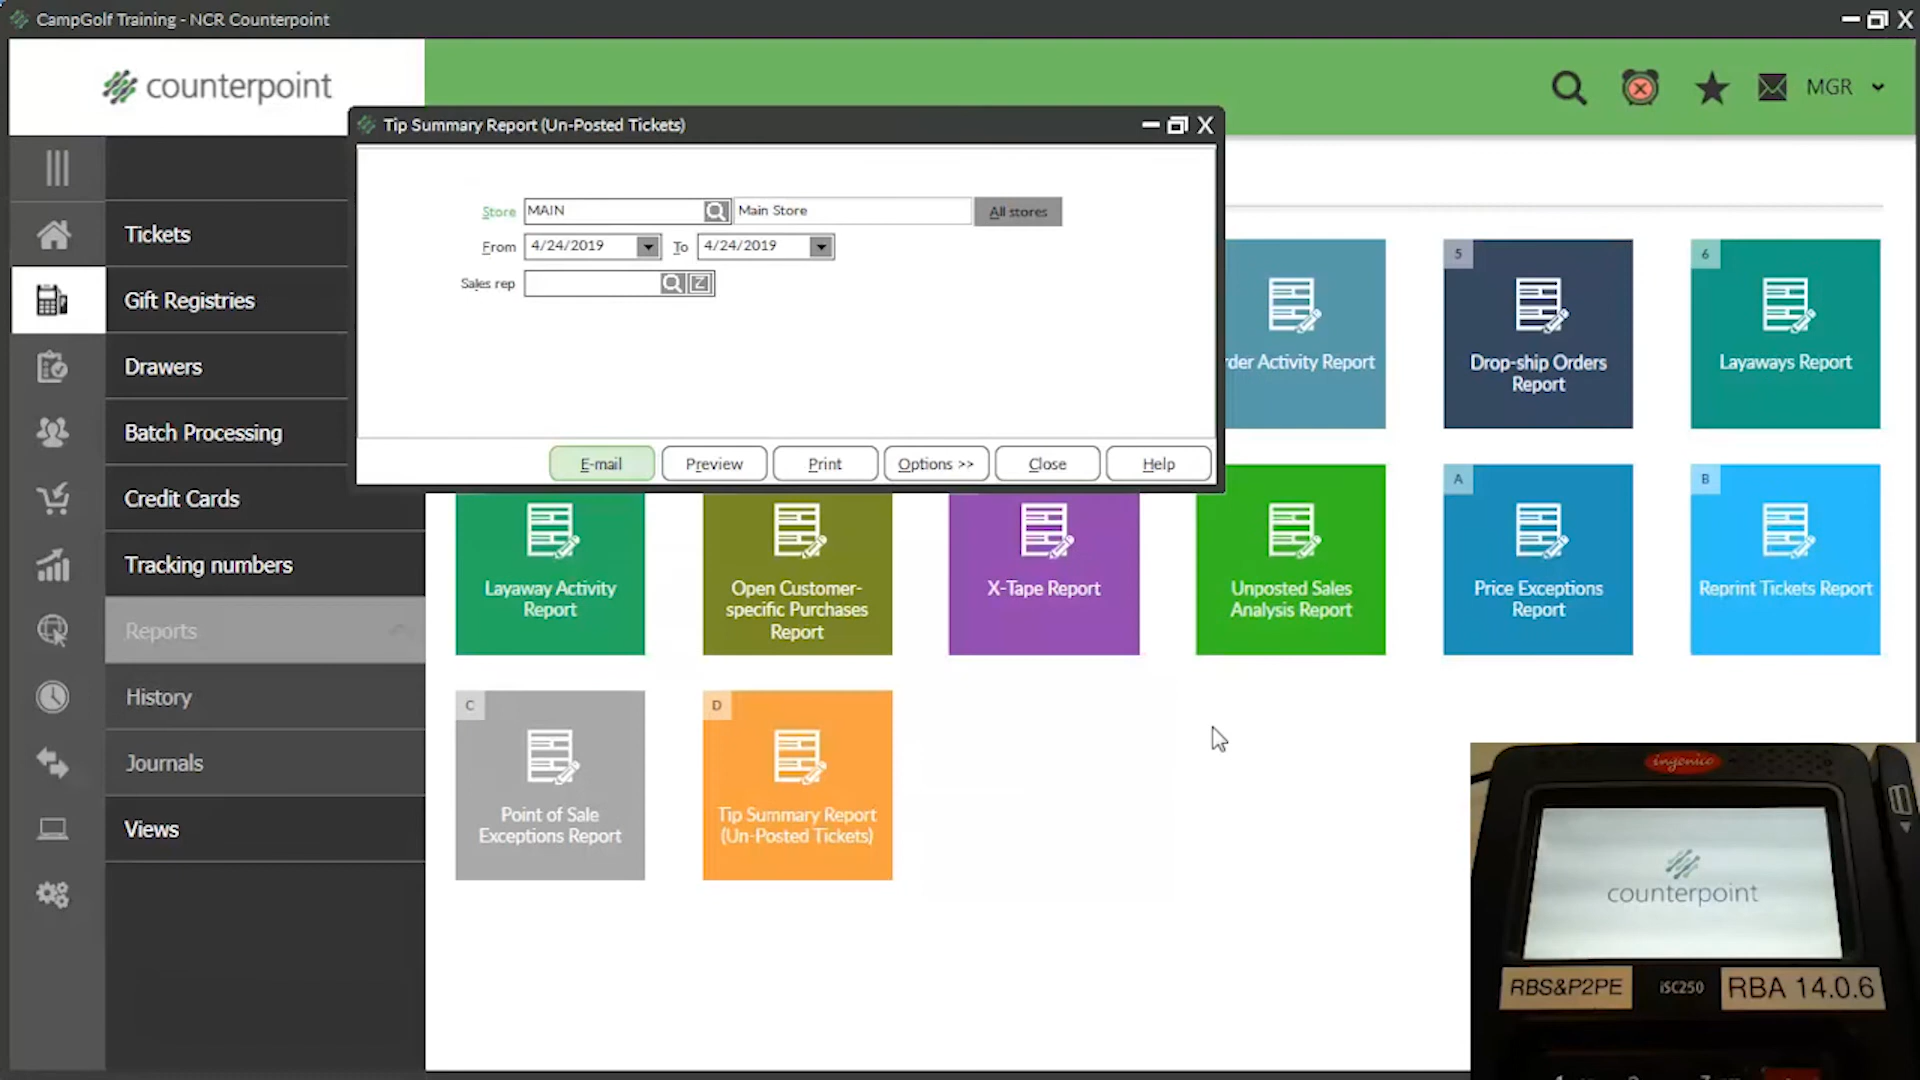 CampGolf Training - NCR Counterpoint
counterpoint
MGR
Tip Summary Report (Un-Posted Tickets)
Store MAIN Main Store All stores
From 4/24/2019 To 4/24/2019
Sales rep
E-mail Preview Print Options >> Close Help
Tickets
Gift Registries
Drawers
Batch Processing
Credit Cards
Tracking numbers
Reports
History
Journals
Views
rder Activity Report
5
Drop-ship Orders
Report
6
Layaways Report
Layaway Activity
Report
Open Customer-
specific Purchases
Report
X-Tape Report
Unposted Sales
Analysis Report
A
Price Exceptions
Report
B
Reprint Tickets Report
C
Point of Sale
Exceptions Report
D
Tip Summary Report
(Un-Posted Tickets)
ingenico
counterpoint
RBS&P2PE iSC250 RBA 14.0.6